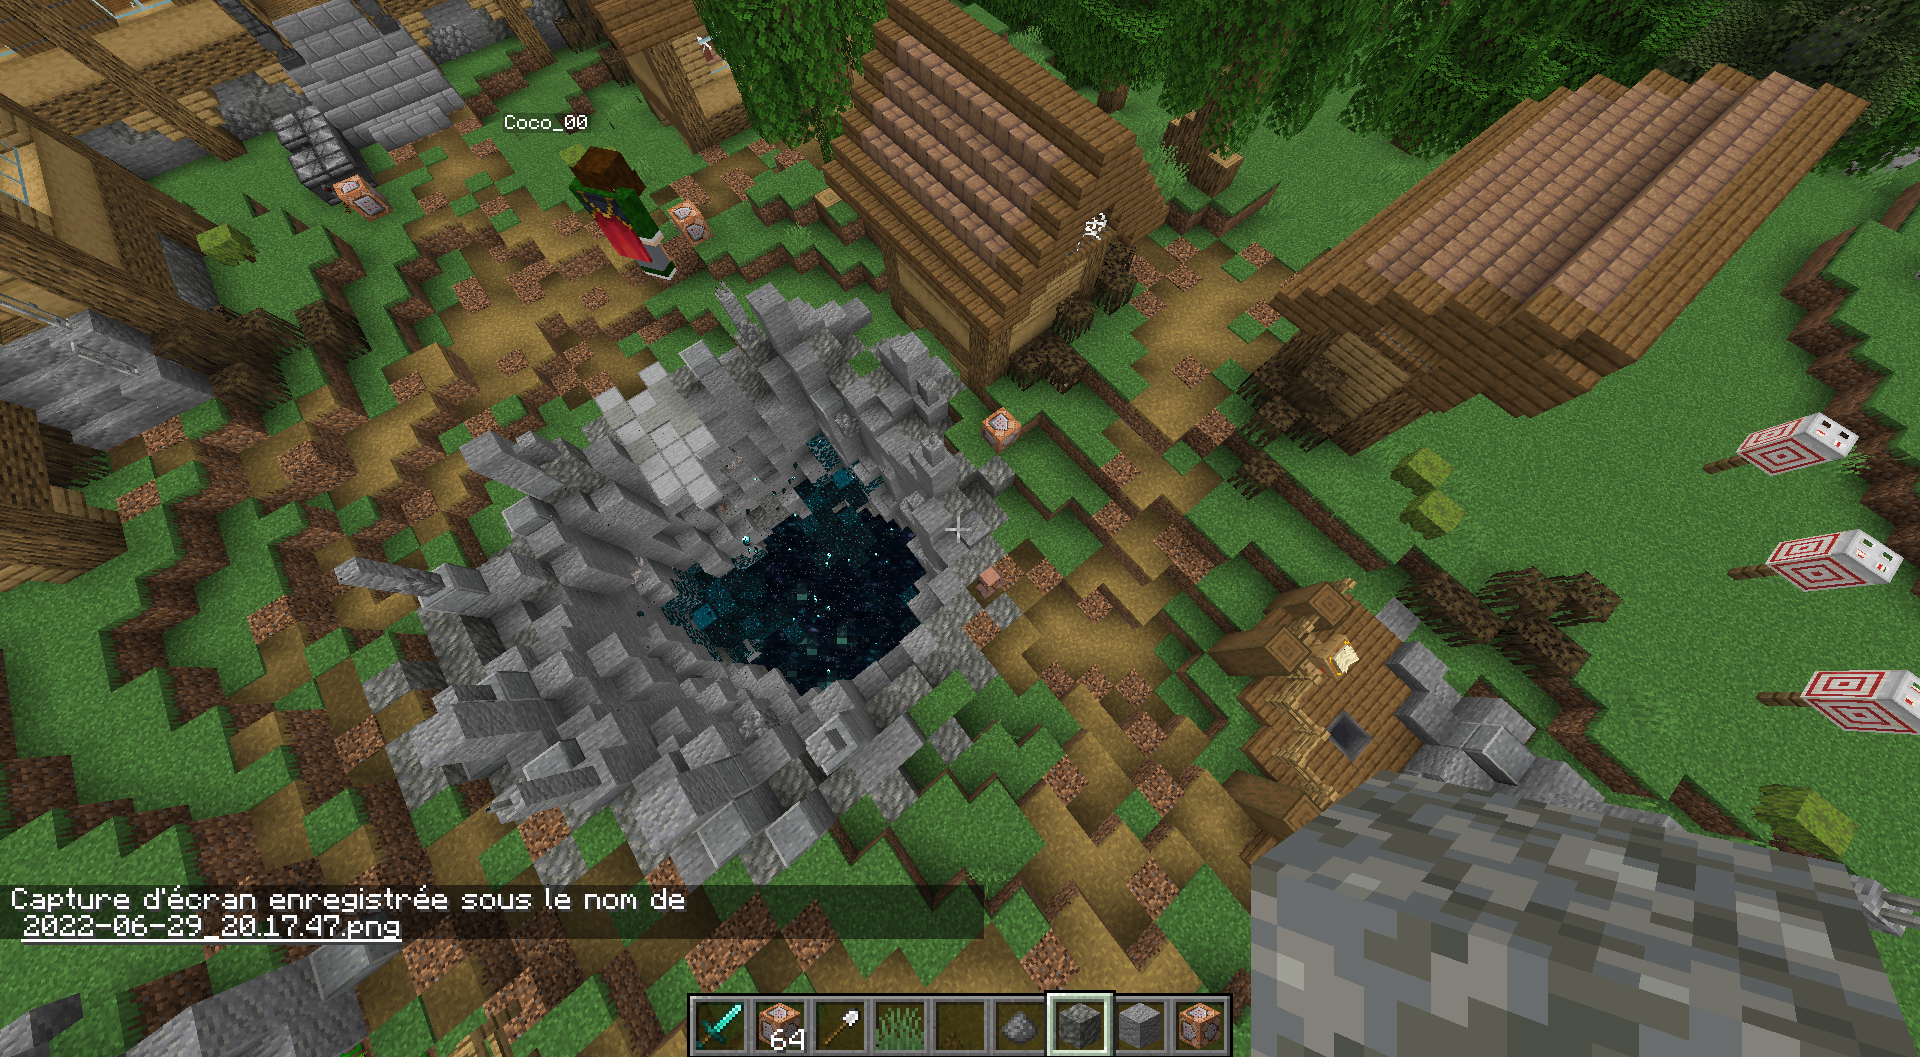 Coco_00
Capture d'écran enregistrée sous le nom de
2022-06-29_20.17.47.png
64